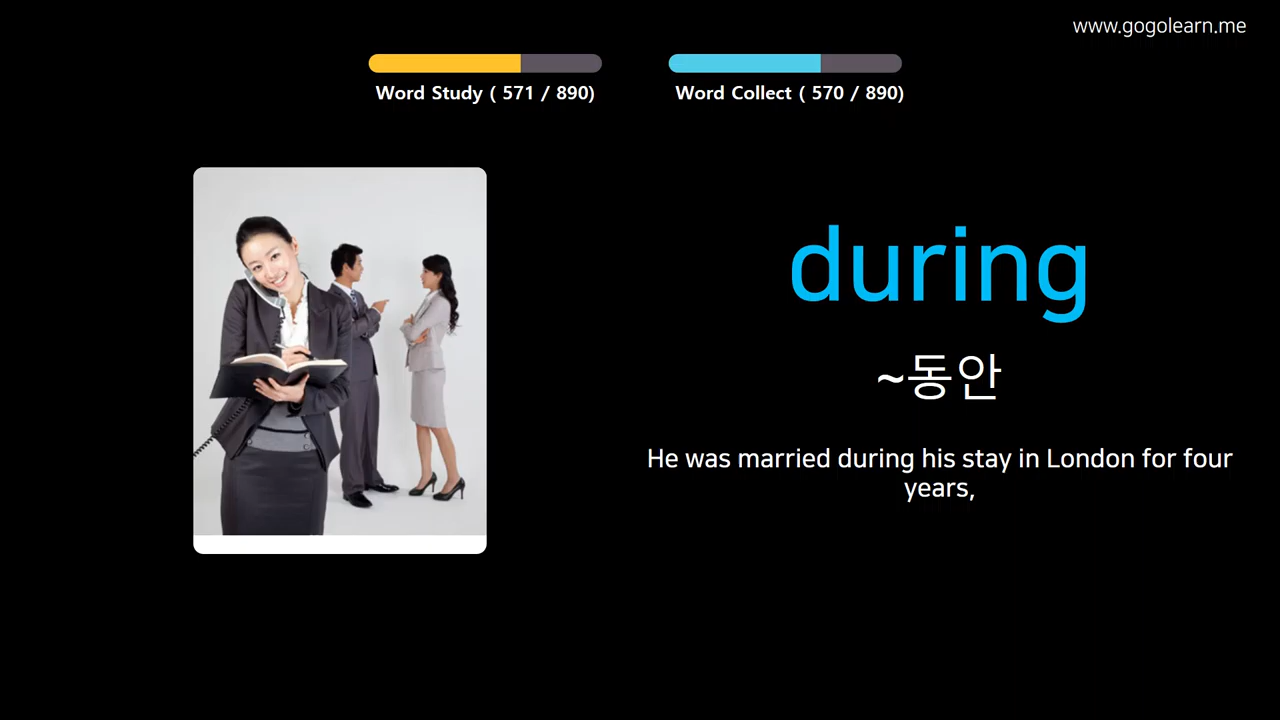 www.gogolearn.me
Word Study ( 571 / 890)
Word Collect ( 570 / 890)
during
~동안
He was married during his stay in London for four
years,